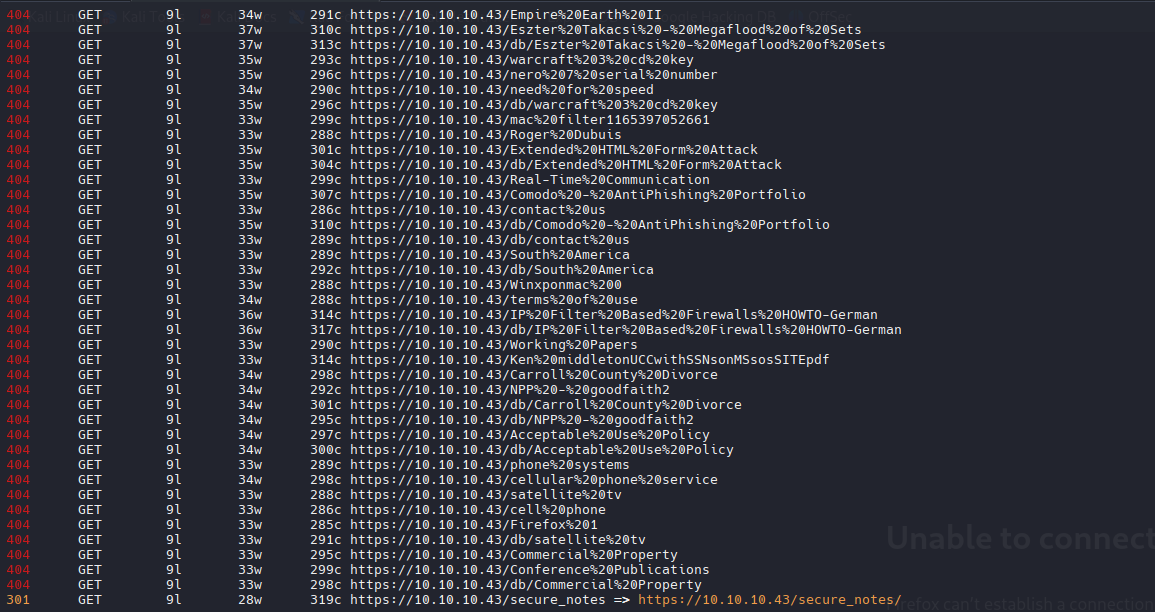 404 GET 9l 34w 291c https://10.10.10.43/Empire%20Earth%20II
404 GET 9l 37w 310c https://10.10.10.43/Eszter%20Takacsi%20-%20Megaflood%20of%20Sets
404 GET 9l 37w 313c https://10.10.10.43/db/Eszter%20Takacsi%20-%20Megaflood%20of%20Sets
404 GET 9l 35w 293c https://10.10.10.43/warcraft%203%20cd%20key
404 GET 9l 35w 296c https://10.10.10.43/nero%207%20serial%20number
404 GET 9l 34w 290c https://10.10.10.43/need%20for%20speed
404 GET 9l 35w 296c https://10.10.10.43/db/warcraft%203%20cd%20key
404 GET 9l 33w 299c https://10.10.10.43/mac%20filter1165397052661
404 GET 9l 33w 288c https://10.10.10.43/Roger%20Dubuis
404 GET 9l 35w 301c https://10.10.10.43/Extended%20HTML%20Form%20Attack
404 GET 9l 35w 304c https://10.10.10.43/db/Extended%20HTML%20Form%20Attack
404 GET 9l 33w 299c https://10.10.10.43/Real-Time%20Communication
404 GET 9l 35w 307c https://10.10.10.43/Comodo%20-%20AntiPhishing%20Portfolio
404 GET 9l 33w 286c https://10.10.10.43/contact%20us
404 GET 9l 35w 310c https://10.10.10.43/db/Comodo%20-%20AntiPhishing%20Portfolio
404 GET 9l 33w 289c https://10.10.10.43/db/contact%20us
404 GET 9l 33w 289c https://10.10.10.43/South%20America
404 GET 9l 33w 292c https://10.10.10.43/db/South%20America
404 GET 9l 33w 288c https://10.10.10.43/Winxponmac%200
404 GET 9l 34w 288c https://10.10.10.43/terms%20of%20use
404 GET 9l 36w 314c https://10.10.10.43/IP%20Filter%20Based%20Firewalls%20HOWTO-German
404 GET 9l 36w 317c https://10.10.10.43/db/IP%20Filter%20Based%20Firewalls%20HOWTO-German
404 GET 9l 33w 290c https://10.10.10.43/Working%20Papers
404 GET 9l 33w 314c https://10.10.10.43/Ken%20middletonUCCwithSSNsonMSsosSITEpdf
404 GET 9l 34w 298c https://10.10.10.43/Carroll%20County%20Divorce
404 GET 9l 34w 292c https://10.10.10.43/NPP%20-%20goodfaith2
404 GET 9l 34w 301c https://10.10.10.43/db/Carroll%20County%20Divorce
404 GET 9l 34w 295c https://10.10.10.43/db/NPP%20-%20goodfaith2
404 GET 9l 34w 297c https://10.10.10.43/Acceptable%20Use%20Policy
404 GET 9l 34w 300c https://10.10.10.43/db/Acceptable%20Use%20Policy
404 GET 9l 33w 289c https://10.10.10.43/phone%20systems
404 GET 9l 34w 298c https://10.10.10.43/cellular%20phone%20service
404 GET 9l 33w 288c https://10.10.10.43/satellite%20tv
404 GET 9l 33w 286c https://10.10.10.43/cell%20phone
404 GET 9l 33w 285c https://10.10.10.43/Firefox%201
404 GET 9l 33w 291c https://10.10.10.43/db/satellite%20tv
404 GET 9l 33w 295c https://10.10.10.43/Commercial%20Property
404 GET 9l 33w 299c https://10.10.10.43/Conference%20Publications
404 GET 9l 33w 298c https://10.10.10.43/db/Commercial%20Property
301 GET 9l 28w 319c https://10.10.10.43/secure_notes => https://10.10.10.43/secure_notes/
Unable to connect